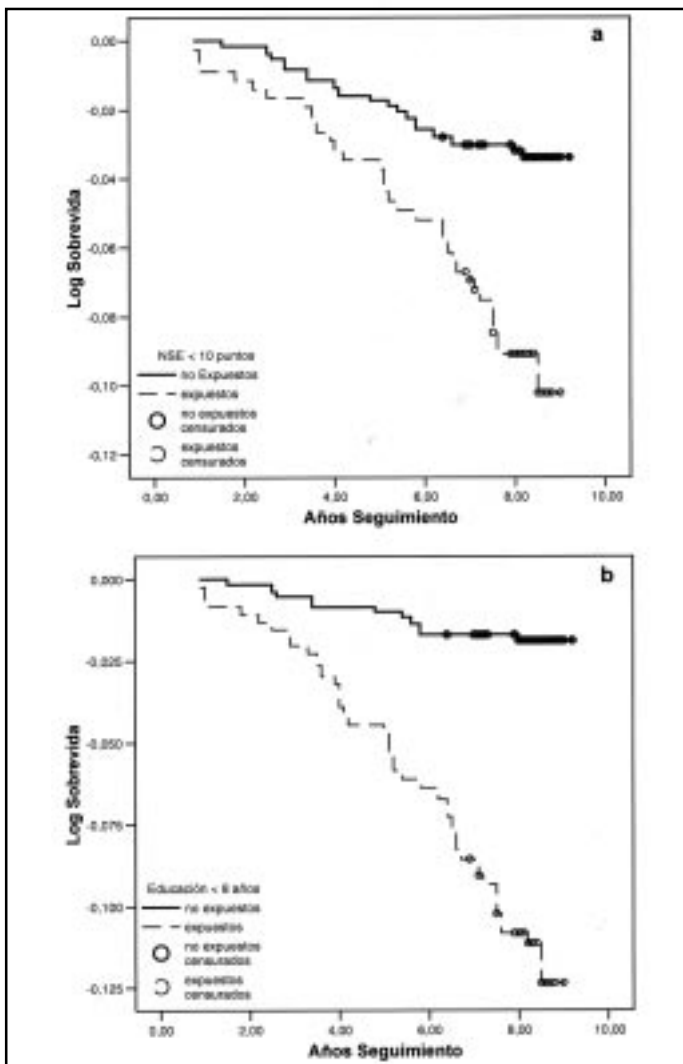 a
0,00
-0,02
-0,04
-0,06
-0,08
-0,10
-0,12
Log Sobrevida
NSE < 10 puntos
no Expuestos
expuestos
no expuestos
censurados
expuestos
censurados
0,00 2,00 4,00 6,00 8,00 10,00
Años Seguimiento
b
0,000
-0,025
-0,050
-0,075
-0,100
-0,125
Log Sobrevida
Educación < 8 años
no expuestos
expuestos
no expuestos
censurados
expuestos
censurados
0,00 2,00 4,00 6,00 8,00 10,00
Años Seguimiento